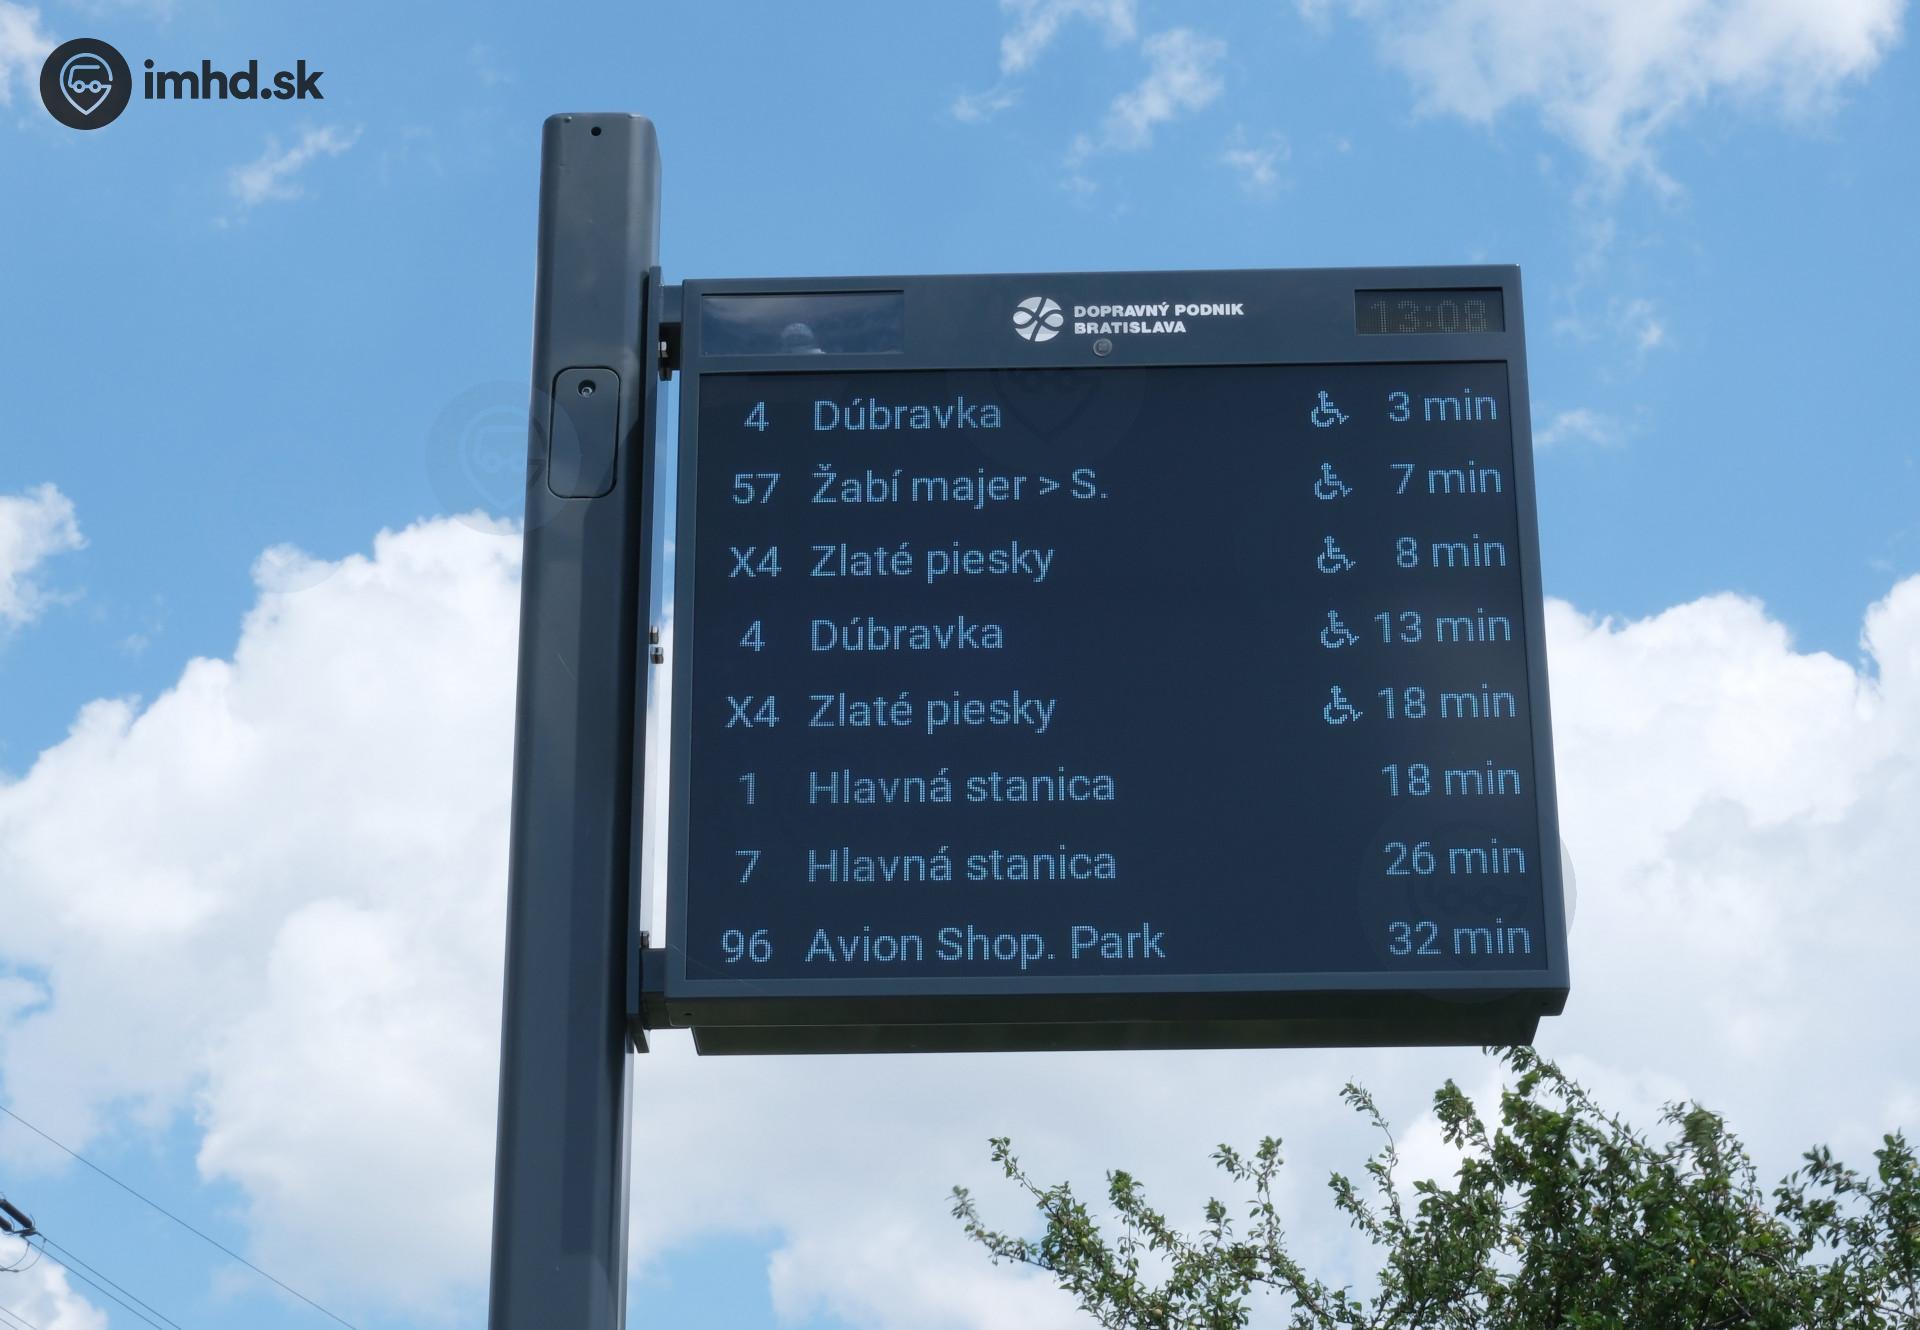 imhd.sk
DOPRAVNÝ PODNIK
BRATISLAVA
13:08
4 Dúbravka 3 min
57 Žabí majer > S. 7 min
X4 Zlaté piesky 8 min
4 Dúbravka 13 min
X4 Zlaté piesky 18 min
1 Hlavná stanica 18 min
7 Hlavná stanica 26 min
96 Avion Shop. Park 32 min